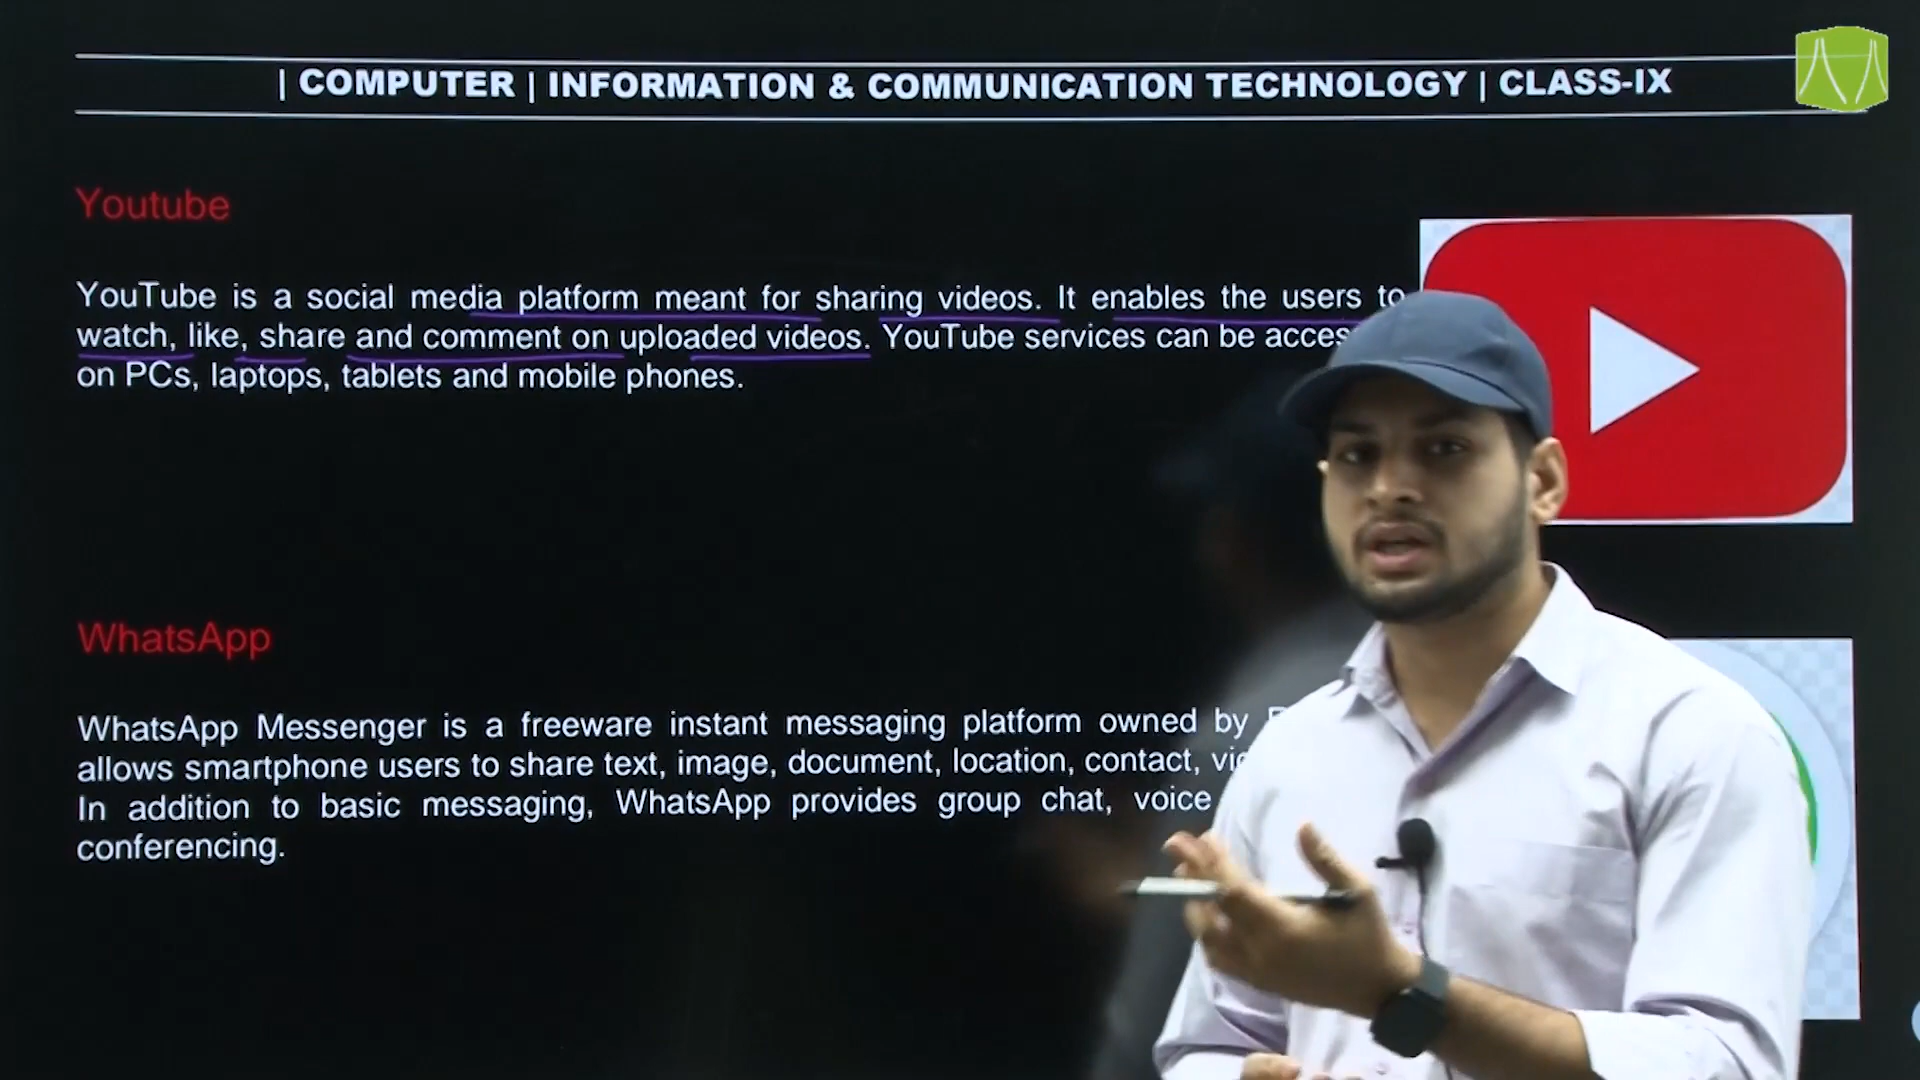 | COMPUTER | INFORMATION & COMMUNICATION TECHNOLOGY | CLASS-IX
Youtube
YouTube is a social media platform meant for sharing videos. It enables the users to
watch, like, share and comment on uploaded videos. YouTube services can be
on PCs, laptops, tablets and mobile phones.
WhatsApp
WhatsApp Messenger is a freeware instant messaging platform owned by
allows smartphone users to share text, image, document, location, contact,
In addition to basic messaging, WhatsApp provides group chat, voice
conferencing.